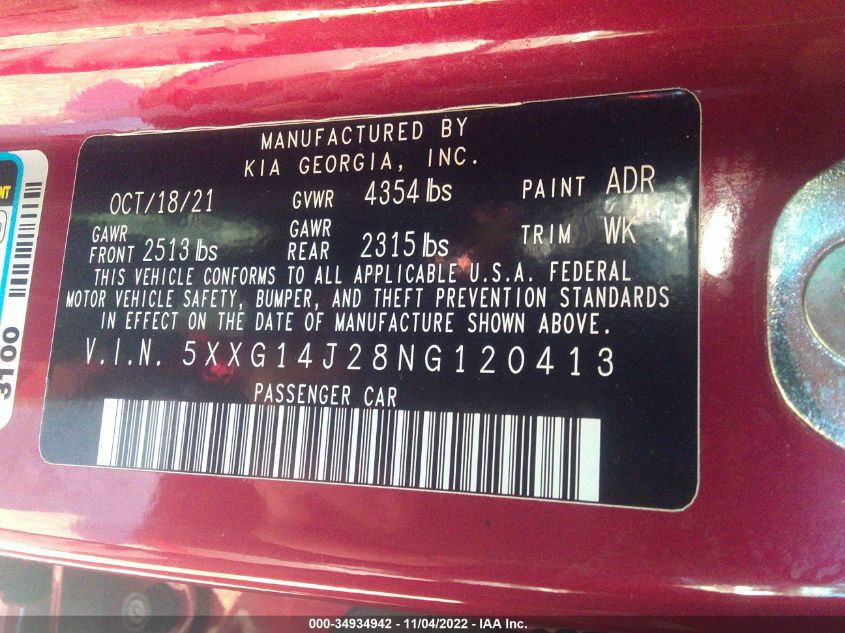 MANUFACTURED BY
KIA GEORGIA, INC.
OCT/18/21 GVWR 4354 lbs PAINT ADR
GAWR FRONT 2513 lbs GAWR REAR 2315 lbs TRIM WK
THIS VEHICLE CONFORMS TO ALL APPLICABLE U.S.A. FEDERAL
MOTOR VEHICLE SAFETY, BUMPER, AND THEFT PREVENTION STANDARDS
IN EFFECT ON THE DATE OF MANUFACTURE SHOWN ABOVE.
V.I.N. 5XXG14J28NG120413
PASSENGER CAR
3100
000-34934942 - 11/04/2022 - IAA Inc.